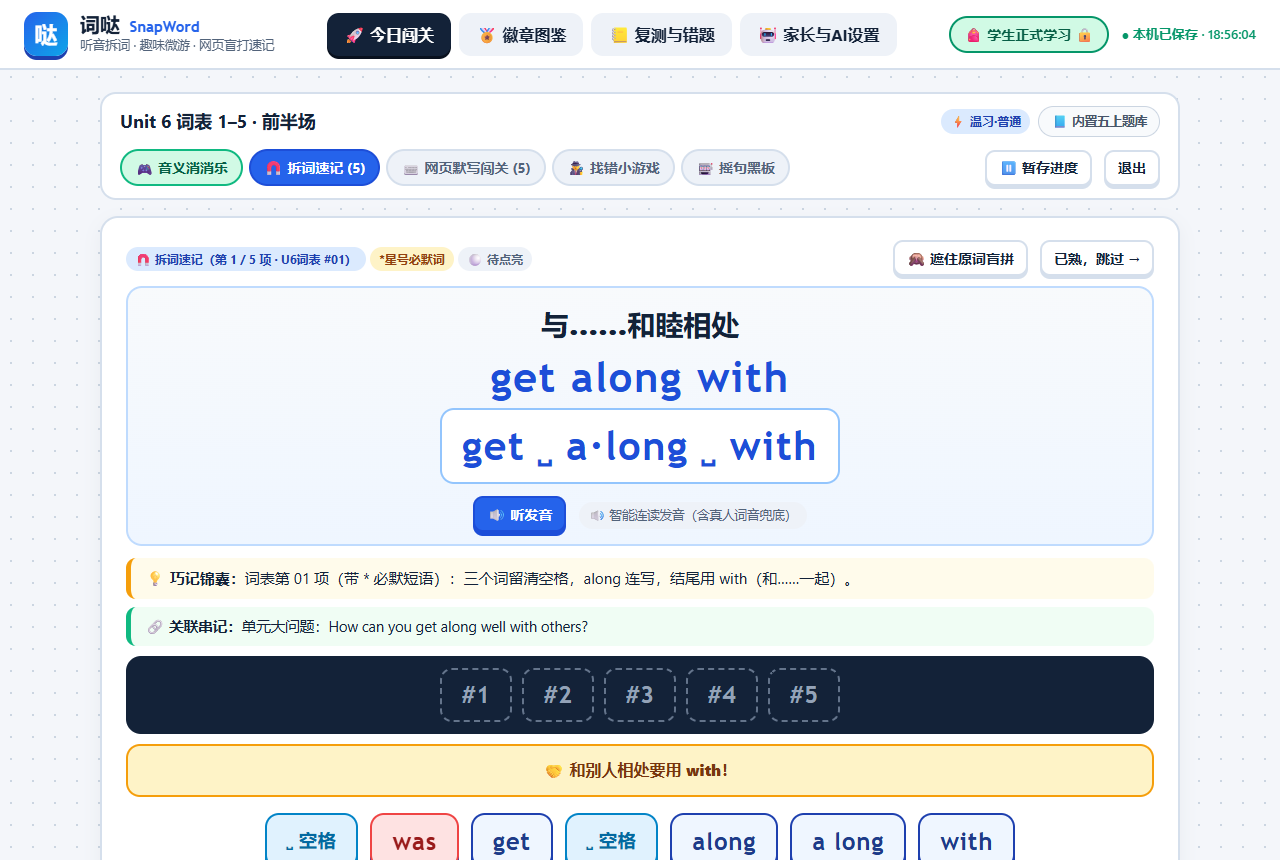 哒 词哒 SnapWord
听音拆词 · 趣味微游 · 网页盲打速记
🚀 今日闯关 🏅 徽章图鉴 📒 复测与错题 👾 家长与AI设置
🎒 学生正式学习 🔒 ● 本机已保存 · 18:56:04
Unit 6 词表 1–5 · 前半场
⚡ 温习·普通 📘 内置五上题库
🎮 音义消消乐 🧲 拆词速记 (5) ⌨️ 网页默写闯关 (5) 🕵️ 找错小游戏 摇句黑板
⏸️ 暂存进度 退出
🧲 拆词速记（第 1 / 5 项 · U6词表 #01） *星号必默词 待点亮
🙈 遮住原词盲拼 已熟，跳过 →
与……和睦相处
get along with
get ␣ a·long ␣ with
🔊 听发音 🔊 智能连读发音（含真人词音兜底）
💡 巧记锦囊：词表第 01 项（带 * 必默短语）：三个词留清空格，along 连写，结尾用 with（和……一起）。
🔗 关联串记：单元大问题：How can you get along well with others?
#1 #2 #3 #4 #5
🤝 和别人相处要用 with！
␣ 空格 was get ␣ 空格 along a long with